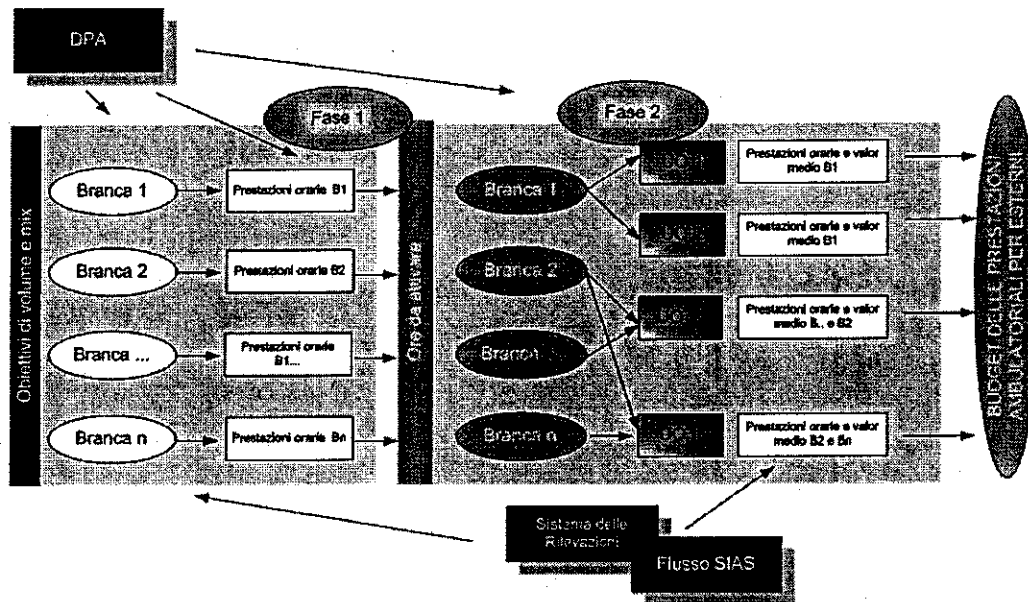 DPA
Fase 1
Fase 2
Obiettivi di volume e mix
Branca 1
Prestazioni orarie B1
Branca 2
Prestazioni orarie B2
Branca ...
Prestazioni orarie
B1....
Branca n
Prestazioni orarie Bn
Ore da attivare
Branca 1
Prestazioni orarie e valor
medio B1
Prestazioni orarie e valor
medio B1
Branca 2
Prestazioni orarie e valor
medio B.. e B2
Branca n
Prestazioni orarie e valor
medio B2 e Bn
BUDGET DELLE PRESTAZIONI
AMBULATORIALI PER ESTERNI
Sistema delle
Rilevazioni
Flusso SIAS